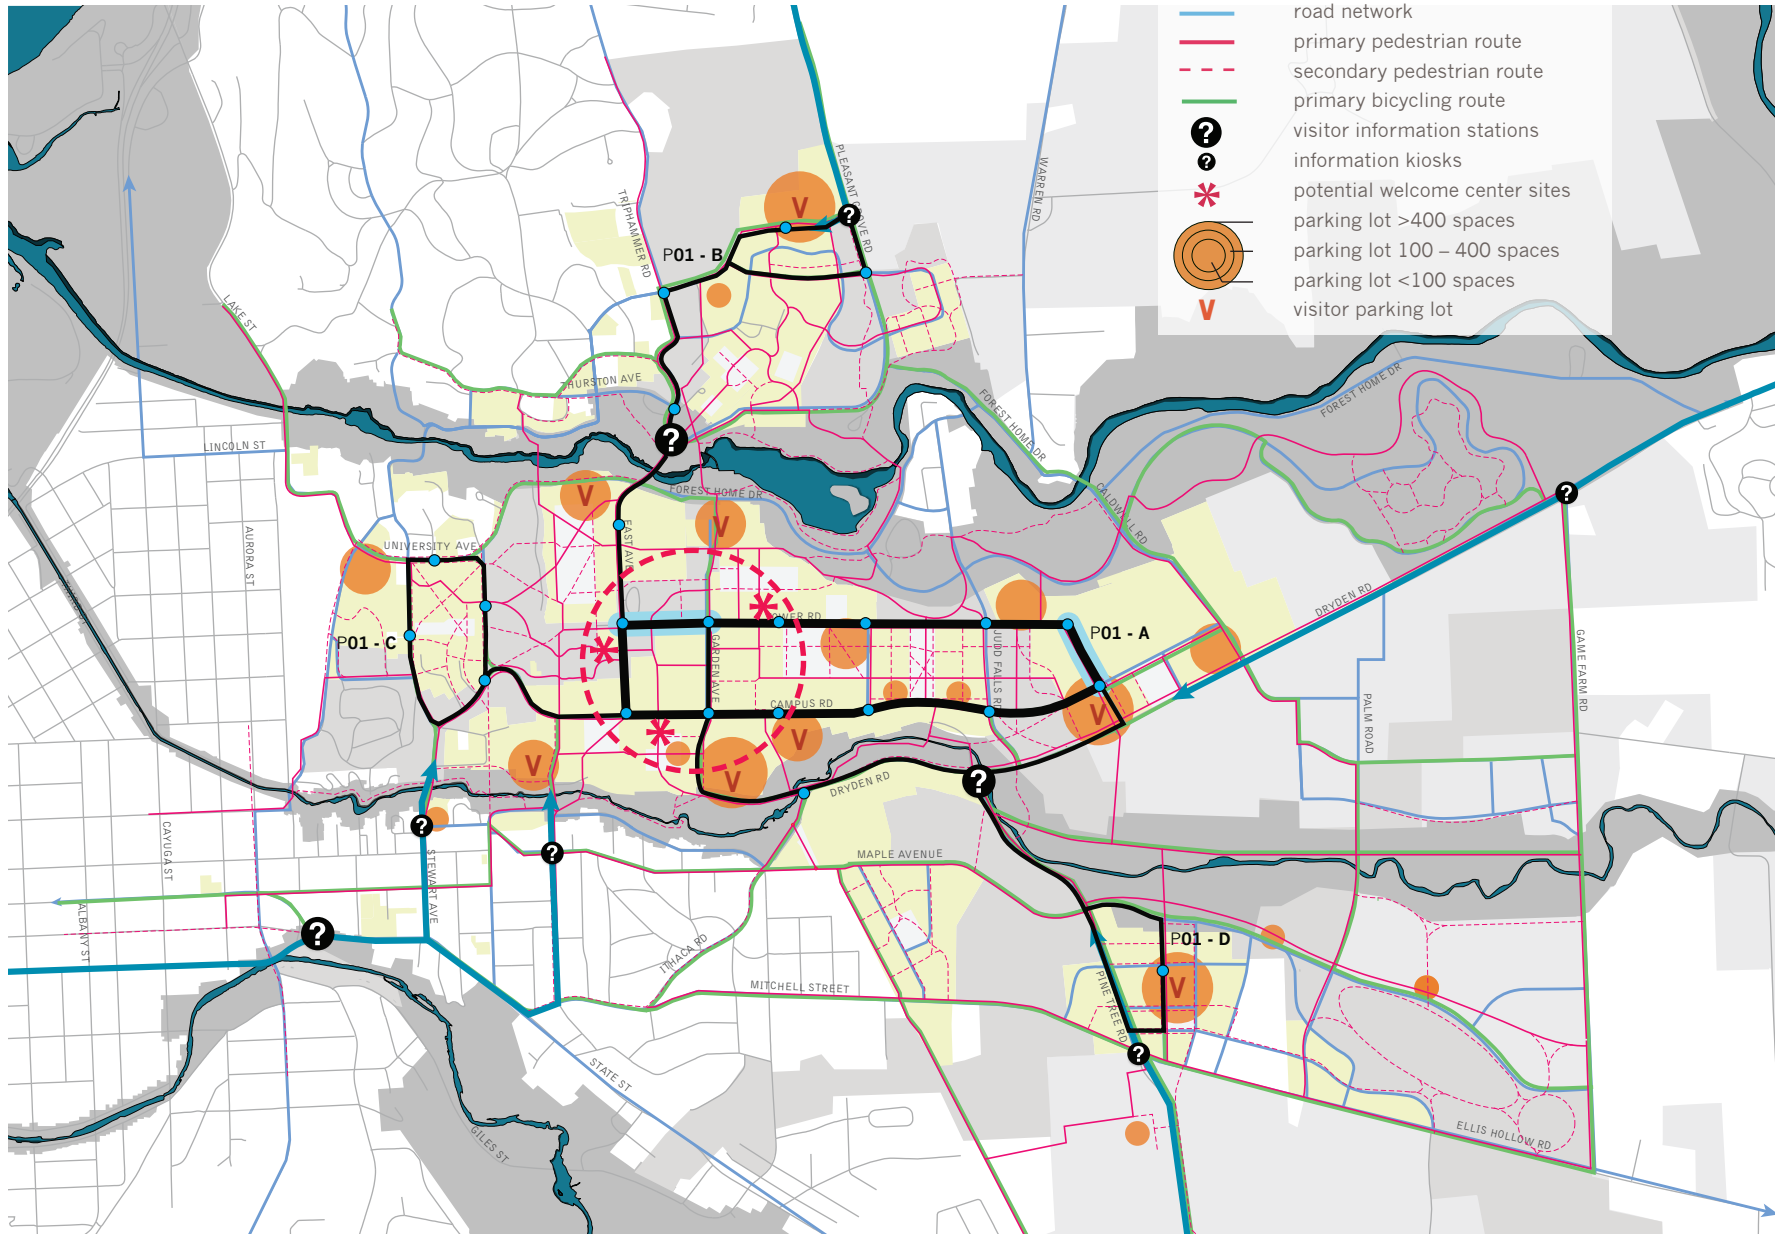 road network
primary pedestrian route
secondary pedestrian route
primary bicycling route
? visitor information stations
? information kiosks
potential welcome center sites
parking lot >400 spaces
parking lot 100 – 400 spaces
parking lot <100 spaces
V visitor parking lot
PLEASANT GROVE RD
WARREN RD
TRIPHAMMER RD
V
?
P01 - B
LAKE ST
THURSTON AVE
FOREST HOME DR
FOREST HOME DR
LINCOLN ST
?
V
FOREST HOME DR
V
CALDWELL RD
?
AURORA ST
UNIVERSITY AVE
EAST AVE
DRYDEN RD
TOWER RD
P01 - C
P01 - A
GARDEN AVE
JUDD FALLS RD
GAME FARM RD
PALM ROAD
CAMPUS RD
V
V
V
V
DRYDEN RD
?
?
?
CAYUGA ST
STEWART AVE
MAPLE AVENUE
ALBANY ST
?
ITHACA RD
P01 - D
V
MITCHELL STREET
PINE TREE RD
?
STATE ST
GILES ST
ELLIS HOLLOW RD